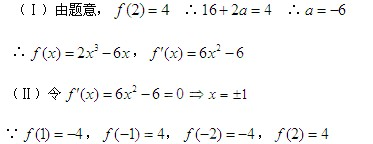 （Ⅰ）由题意，f(2)=4 ∴16+2a=4 ∴a=-6
∴f(x)=2x³-6x，f′(x)=6x²-6
（Ⅱ）令f′(x)=6x²-6=0⇒x=±1
∵f(1)=-4，f(-1)=4，f(-2)=-4，f(2)=4